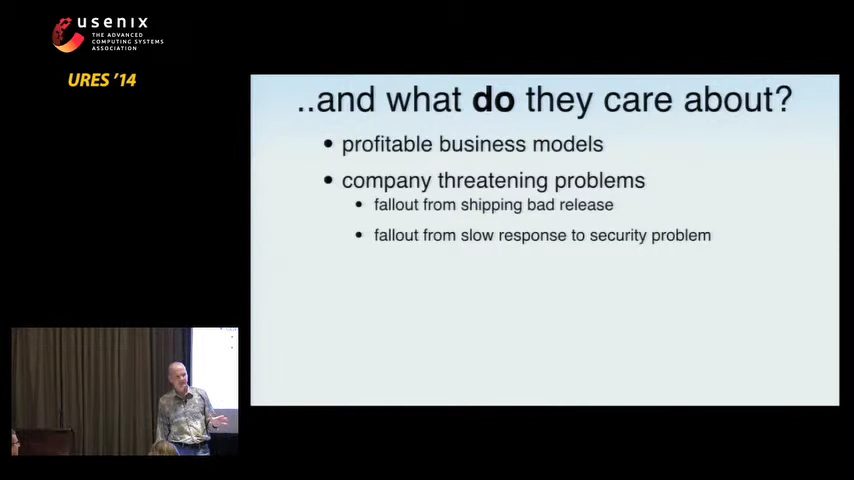 usenix
THE ADVANCED
COMPUTING SYSTEMS
ASSOCIATION
URES '14
..and what do they care about?
• profitable business models
• company threatening problems
• fallout from shipping bad release
• fallout from slow response to security problem